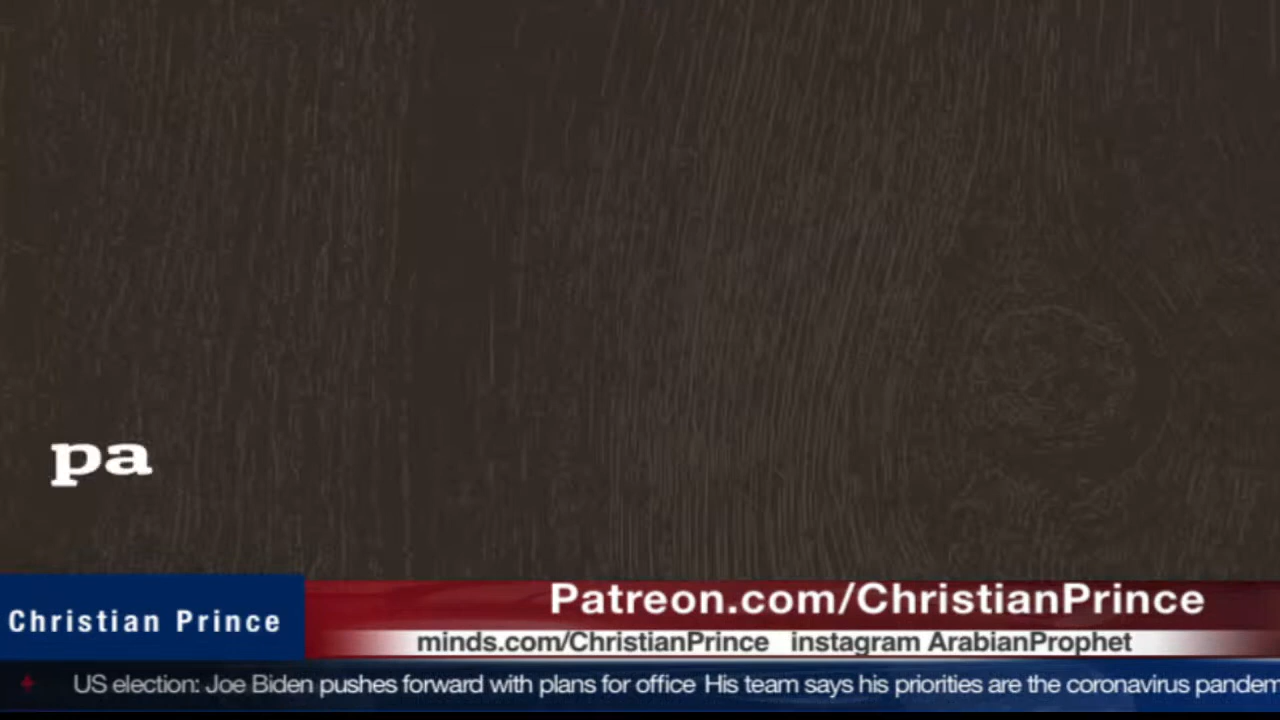 pa
Patreon.com/ChristianPrince
Christian Prince
minds.com/ChristianPrince instagram ArabianProphet
US election: Joe Biden pushes forward with plans for office His team says his priorities are the coronavirus pandem